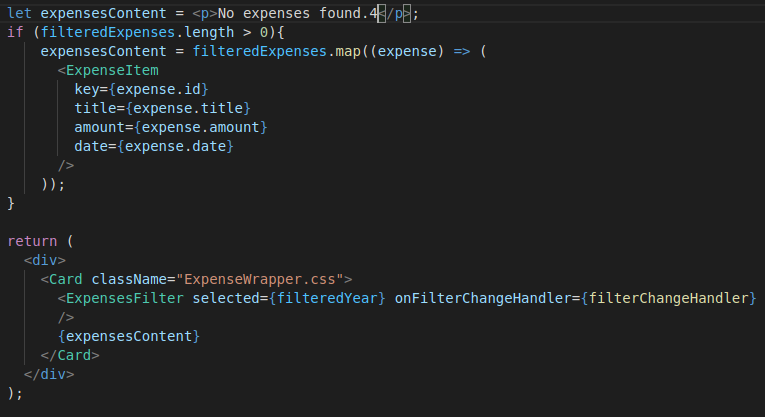 let expensesContent = <p>No expenses found.4</p>;
if (filteredExpenses.length > 0){
    expensesContent = filteredExpenses.map((expense) => (
      <ExpenseItem
        key={expense.id}
        title={expense.title}
        amount={expense.amount}
        date={expense.date}
      />
    ));
}

return (
  <div>
    <Card className="ExpenseWrapper.css">
      <ExpensesFilter selected={filteredYear} onFilterChangeHandler={filterChangeHandler}
      />
      {expensesContent}
    </Card>
  </div>
);